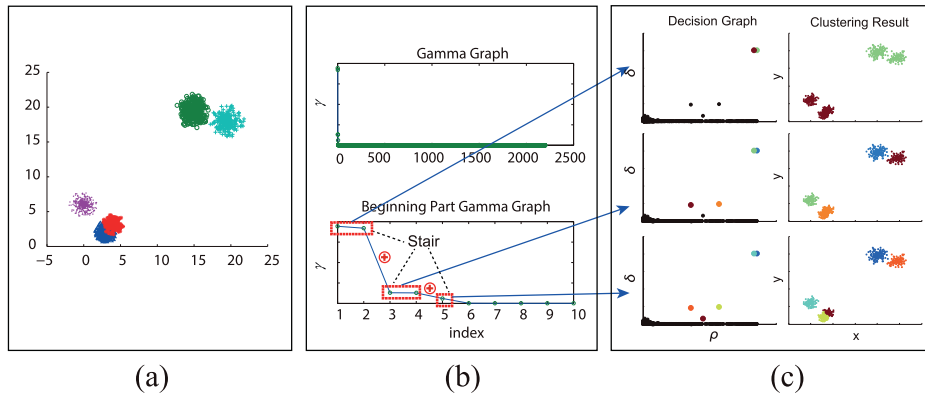 25
20
15
10
5
0
−5 0 5 10 15 20 25
Gamma Graph
γ
0 500 1000 1500 2000 2500
Beginning Part Gamma Graph
Stair
γ
1 2 3 4 5 6 7 8 9 10
index
Decision Graph
Clustering Result
δ
y
δ
y
δ
y
ρ
x
(a)
(b)
(c)